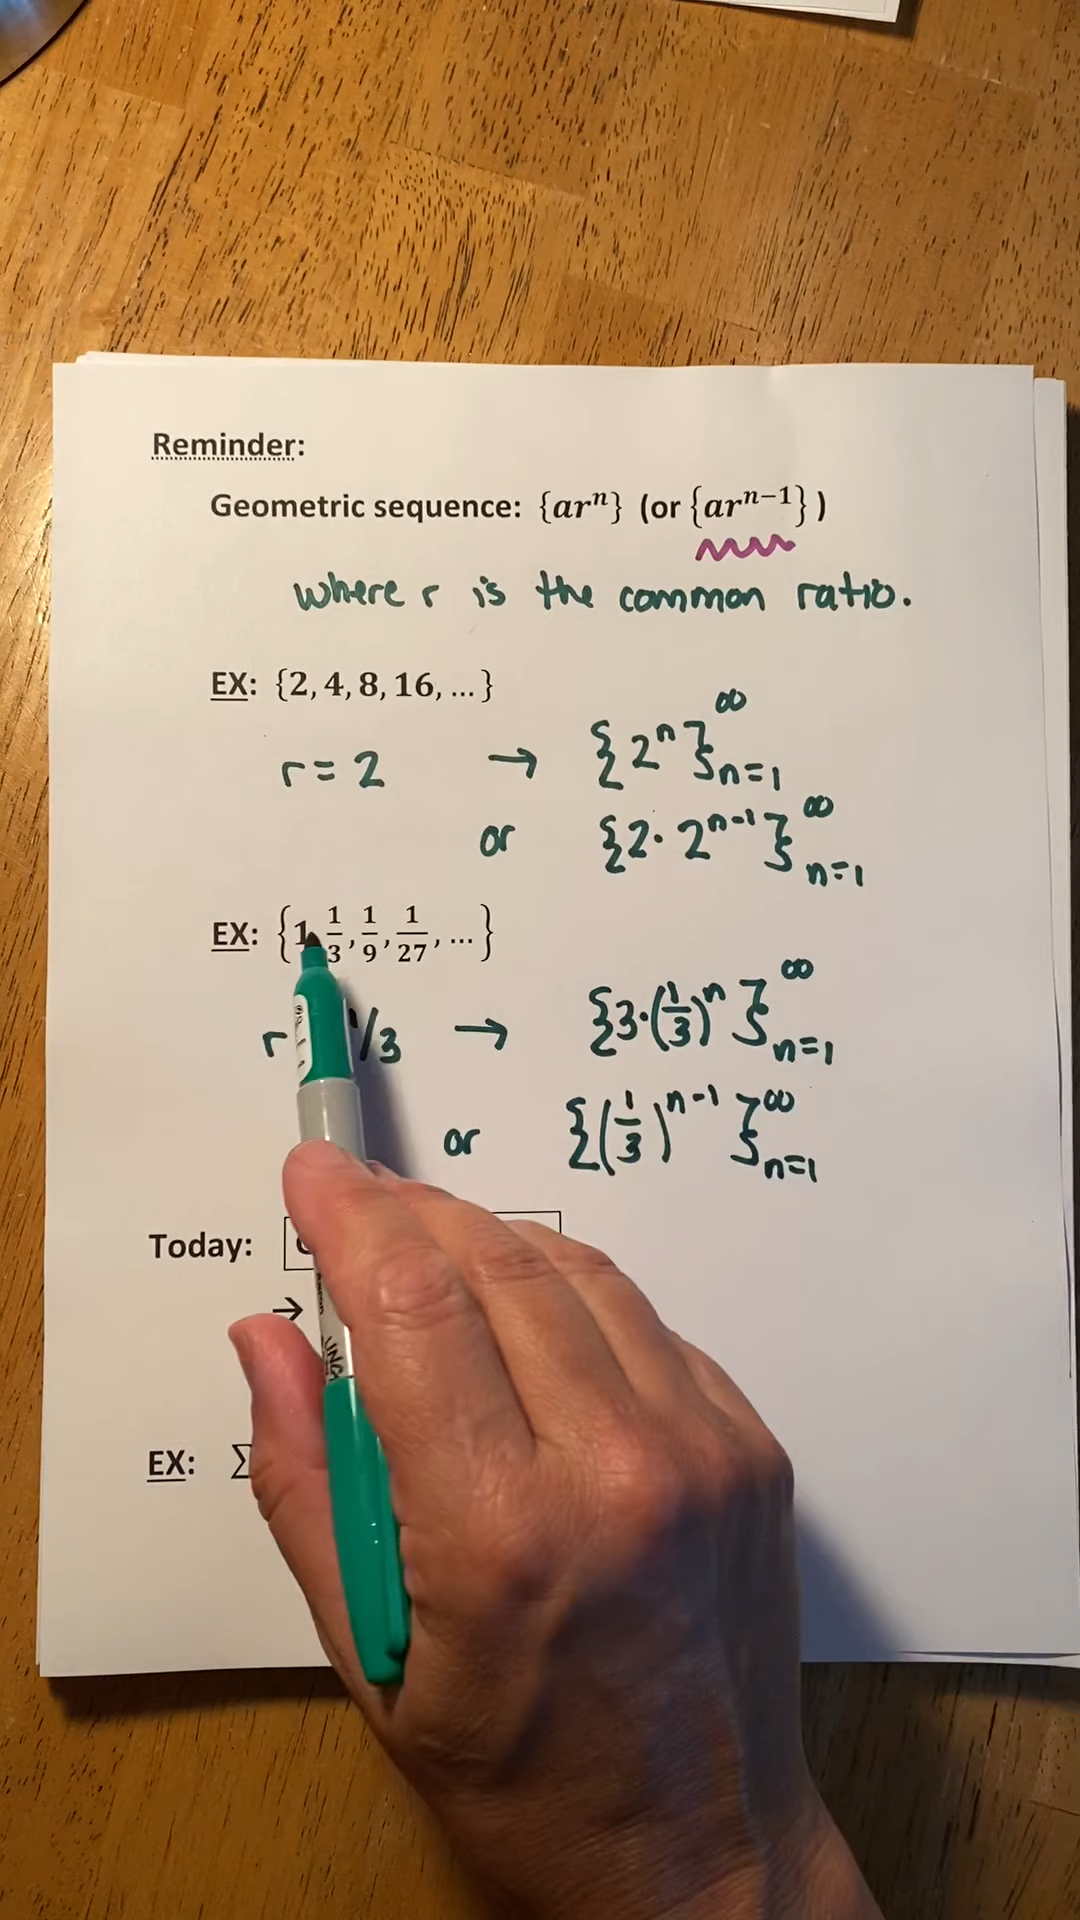 Reminder:
Geometric sequence: {arⁿ} (or {arⁿ⁻¹})
where r is the common ratio.
EX: {2, 4, 8, 16, ...}
r = 2 → {2ⁿ}^∞_n=1
or {2·2ⁿ⁻¹}^∞_n=1
EX: {1, 1/3, 1/9, 1/27, ...}
r 1/3 → {3·(1/3)ⁿ}^∞_n=1
or {(1/3)ⁿ⁻¹}^∞_n=1
Today:
→
EX: Σ